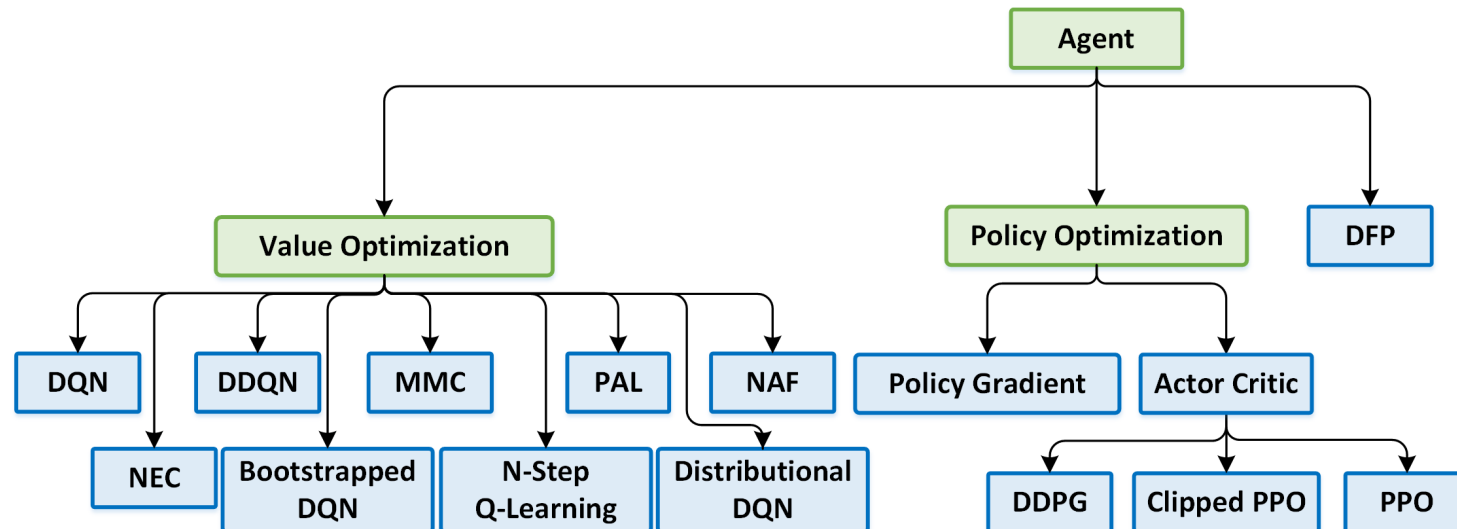 Agent
Value Optimization
Policy Optimization
DFP
DQN
DDQN
MMC
PAL
NAF
Policy Gradient
Actor Critic
NEC
Bootstrapped
DQN
N-Step
Q-Learning
Distributional
DQN
DDPG
Clipped PPO
PPO